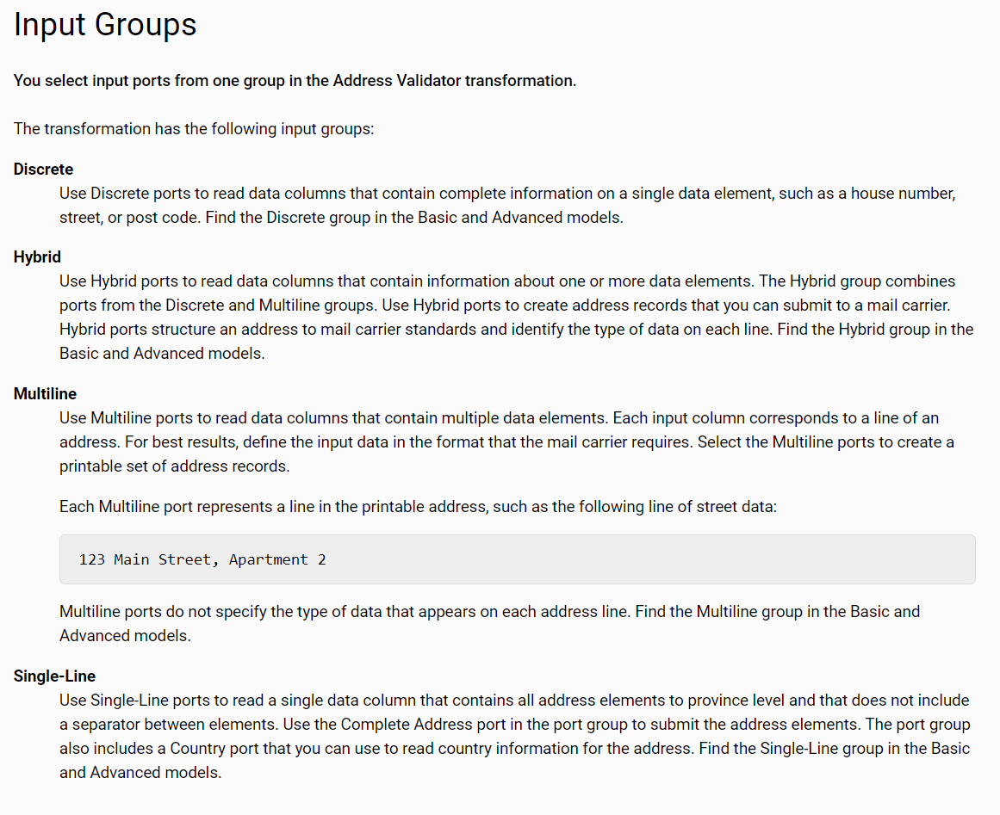 Input Groups
You select input ports from one group in the Address Validator transformation.
The transformation has the following input groups:
Discrete
Use Discrete ports to read data columns that contain complete information on a single data element, such as a house number,
street, or post code. Find the Discrete group in the Basic and Advanced models.
Hybrid
Use Hybrid ports to read data columns that contain information about one or more data elements. The Hybrid group combines
ports from the Discrete and Multiline groups. Use Hybrid ports to create address records that you can submit to a mail carrier.
Hybrid ports structure an address to mail carrier standards and identify the type of data on each line. Find the Hybrid group in the
Basic and Advanced models.
Multiline
Use Multiline ports to read data columns that contain multiple data elements. Each input column corresponds to a line of an
address. For best results, define the input data in the format that the mail carrier requires. Select the Multiline ports to create a
printable set of address records.
Each Multiline port represents a line in the printable address, such as the following line of street data:
123 Main Street, Apartment 2
Multiline ports do not specify the type of data that appears on each address line. Find the Multiline group in the Basic and
Advanced models.
Single-Line
Use Single-Line ports to read a single data column that contains all address elements to province level and that does not include
a separator between elements. Use the Complete Address port in the port group to submit the address elements. The port group
also includes a Country port that you can use to read country information for the address. Find the Single-Line group in the Basic
and Advanced models.